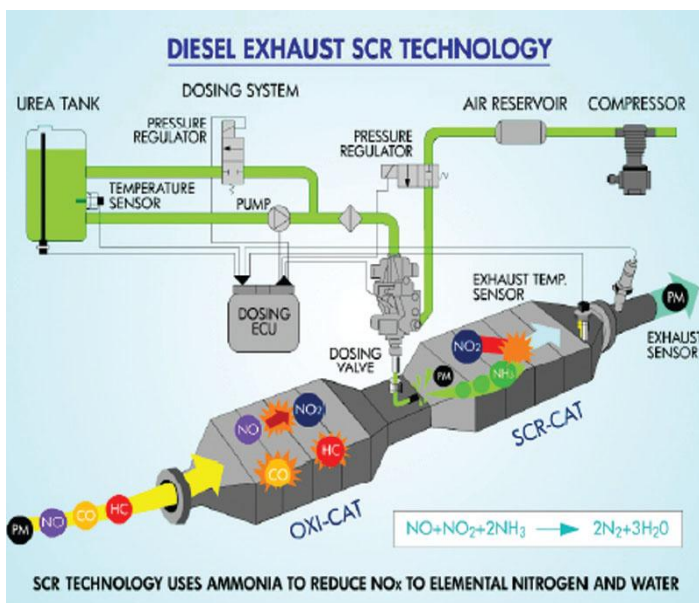 DIESEL EXHAUST SCR TECHNOLOGY
UREA TANK
DOSING SYSTEM
PRESSURE
REGULATOR
AIR RESERVOIR
COMPRESSOR
PRESSURE
REGULATOR
TEMPERATURE
SENSOR
PUMP
DOSING
ECU
EXHAUST TEMP.
SENSOR
PM
EXHAUST
SENSOR
DOSING
VALVE
NO₂
PM
NH₃
SCR-CAT
NO
NO₂
HC
CO
OXI-CAT
PM
NO
CO
HC
NO+NO₂+2NH₃ → 2N₂+3H₂O
SCR TECHNOLOGY USES AMMONIA TO REDUCE NOx TO ELEMENTAL NITROGEN AND WATER